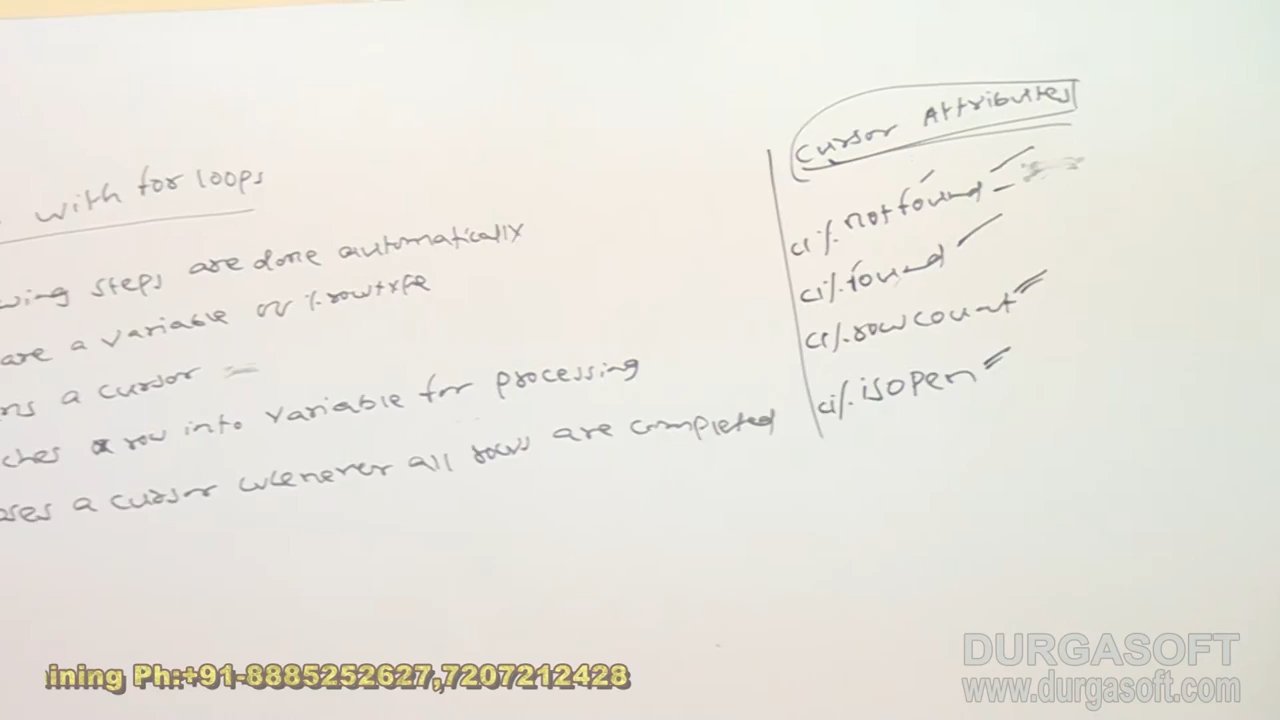 with for loops
wing steps are done automatically
are a variable of %rowtype
ns a cursor
ches a row into variable for processing
oses a cursor whenever all rows are completed
Cursor Attributes
c1%notfound
c1%found
c1%rowcount
c1%isopen
ining Ph:+91-8885252627,7207212428
DURGASOFT
www.durgasoft.com